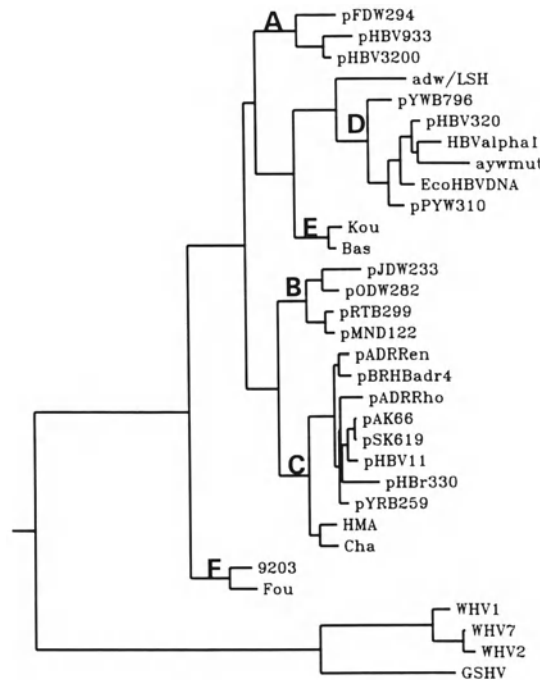 A
pFDW294
pHBV933
pHBV3200
adw/LSH
pYWB796
D
pHBV320
HBValpha1
aywmut
EcoHBVDNA
pPYW310
Kou
E
Bas
pJDW233
B
pODW282
pRTB299
pMND122
pADRRen
pBRHBadr4
pADRRho
pAK66
pSK619
C
pHBV11
pHBr330
pYRB259
HMA
Cha
F
9203
Fou
WHV1
WHV7
WHV2
GSHV